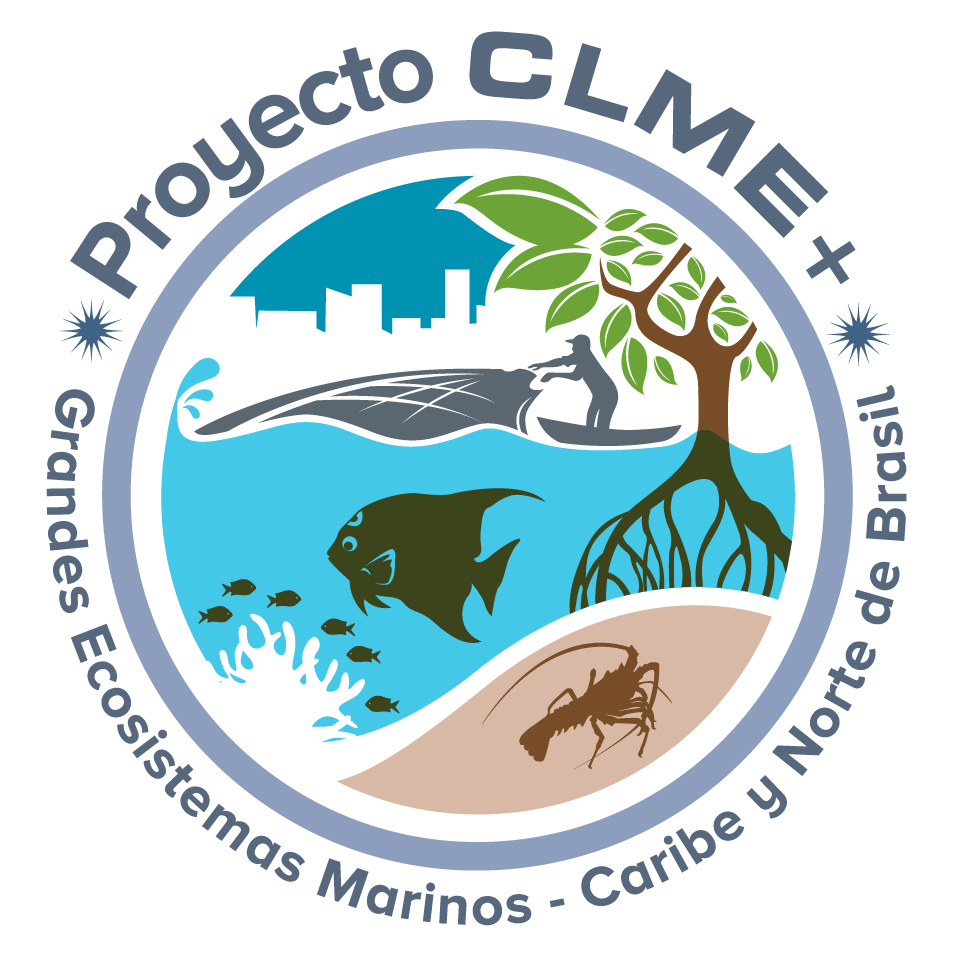 Proyecto CLME+
Grandes Ecosistemas Marinos - Caribe y Norte de Brasil